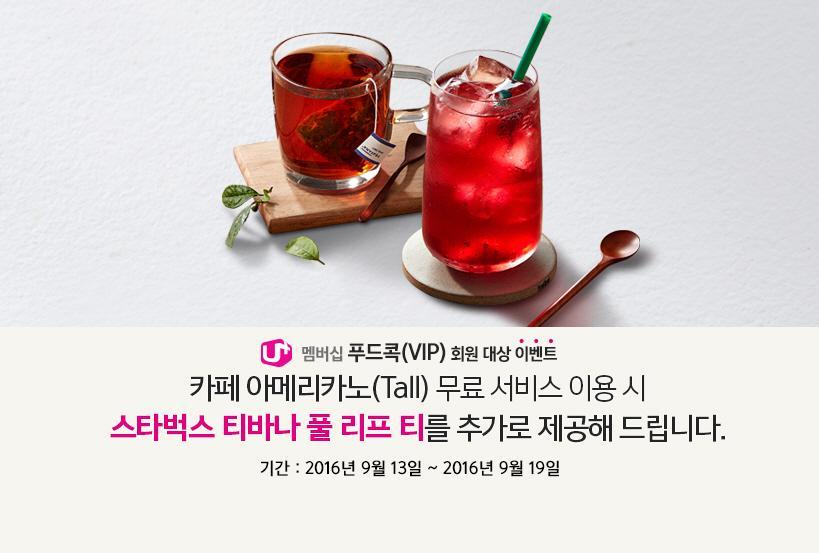 U+ 멤버십 푸드콕(VIP) 회원 대상 이벤트
카페 아메리카노(Tall) 무료 서비스 이용 시
스타벅스 티바나 풀 리프 티를 추가로 제공해 드립니다.
기간 : 2016년 9월 13일 ~ 2016년 9월 19일